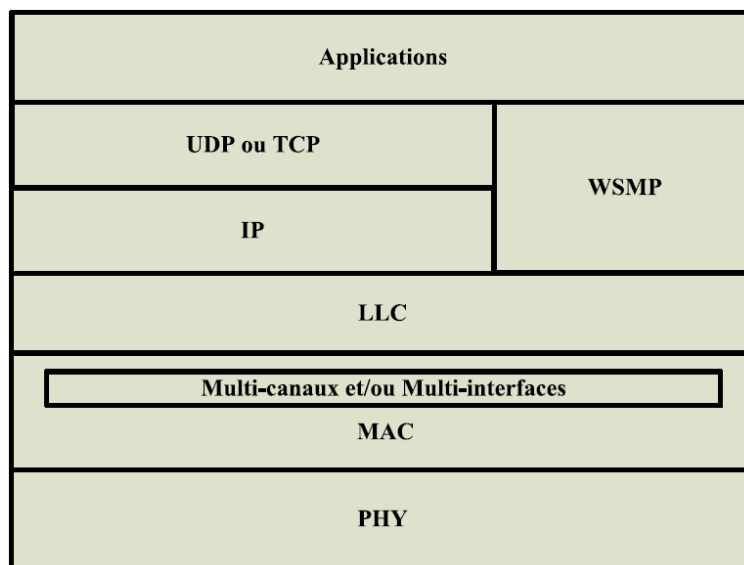 Applications
UDP ou TCP
WSMP
IP
LLC
Multi-canaux et/ou Multi-interfaces
MAC
PHY